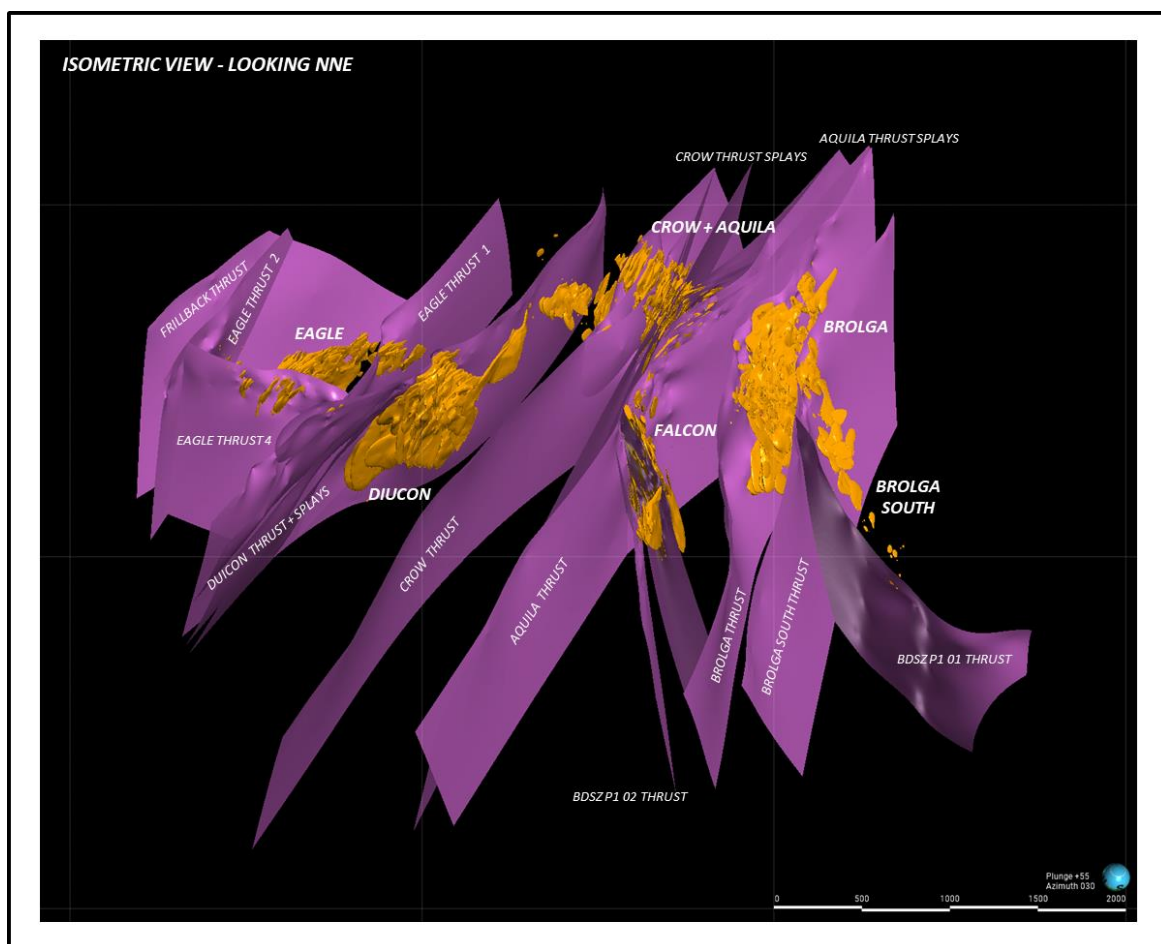 ISOMETRIC VIEW - LOOKING NNE
AQUILA THRUST SPLAYS
CROW THRUST SPLAYS
CROW + AQUILA
FRILLBACK THRUST
EAGLE THRUST 2
EAGLE THRUST 1
EAGLE
BROLGA
FALCON
EAGLE THRUST 4
DIUCON
BROLGA
SOUTH
DUICON THRUST + SPLAYS
CROW THRUST
AQUILA THRUST
BROLGA THRUST
BROLGA SOUTH THRUST
BDSZ P1 01 THRUST
BDSZ P1 02 THRUST
Plunge +55
Azimuth 030
0 500 1000 1500 2000